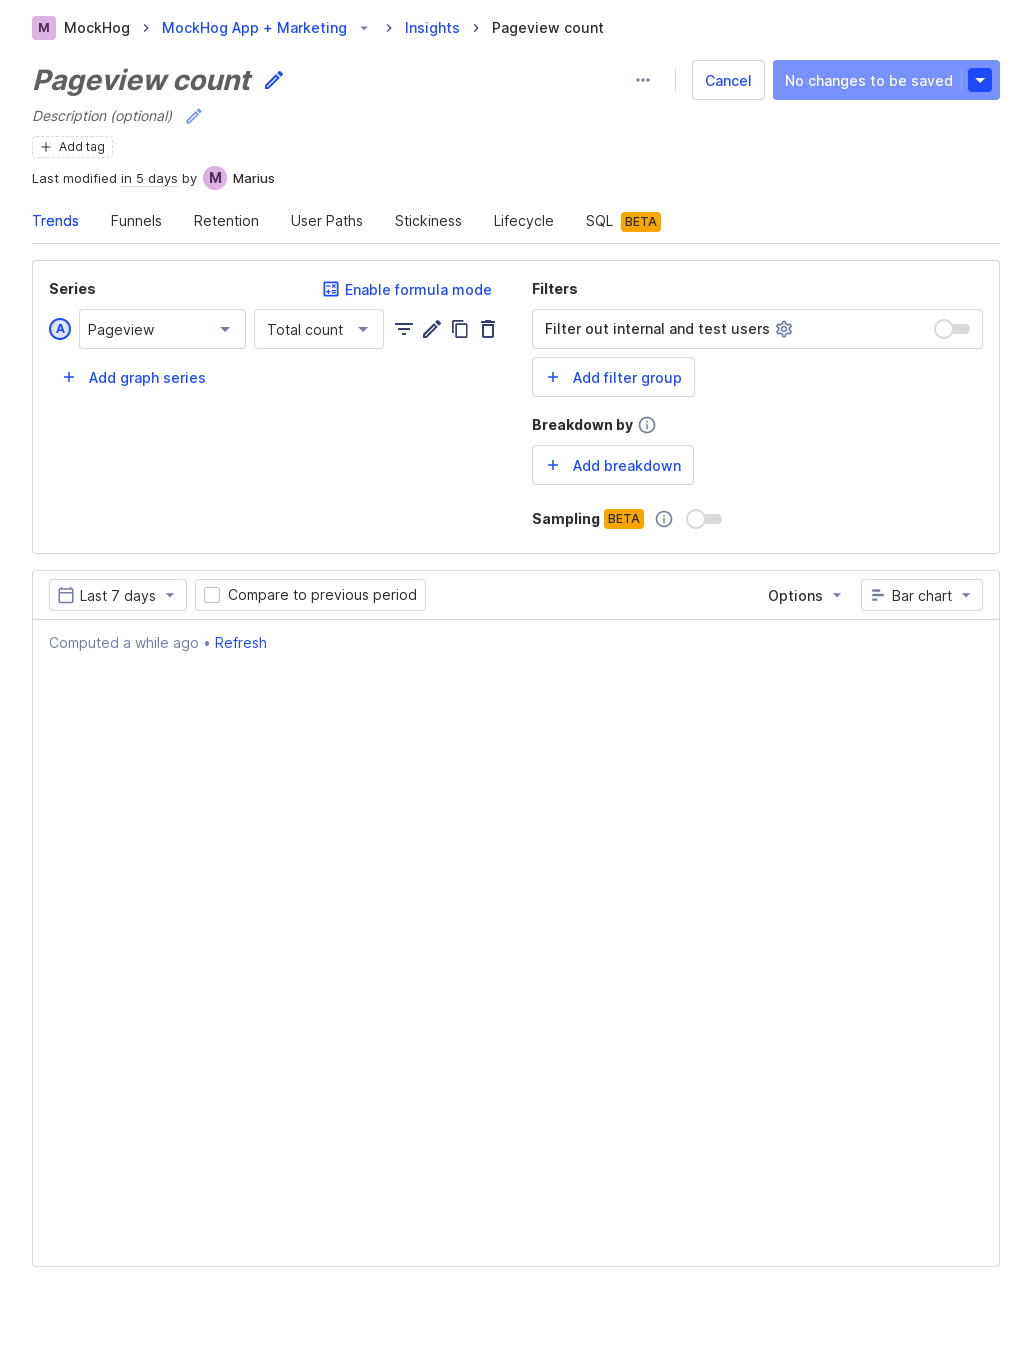 M MockHog MockHog App + Marketing Insights Pageview count
Pageview count
Cancel No changes to be saved
Description (optional)
Add tag
Last modified in 5 days by M Marius
Trends Funnels Retention User Paths Stickiness Lifecycle SQL BETA
Series Enable formula mode
A Pageview Total count
Add graph series
Filters
Filter out internal and test users
Add filter group
Breakdown by
Add breakdown
Sampling BETA
Last 7 days Compare to previous period Options Bar chart
Computed a while ago • Refresh